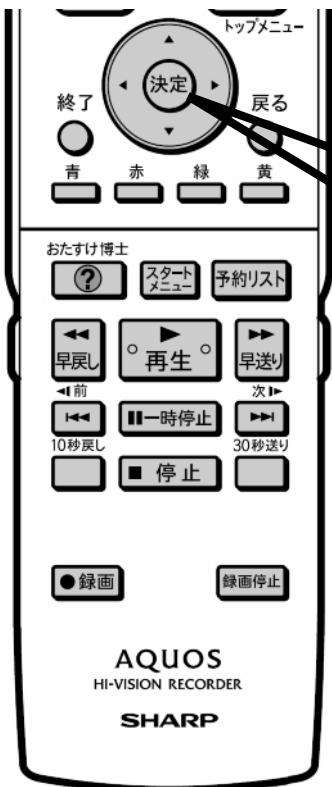 トップメニュー
決定
終了
戻る
青 赤 緑 黄
おたすけ博士
?
スタート
メニュー
予約リスト
早戻し
再生
早送り
前
次
一時停止
10秒戻し
30秒送り
停止
録画
録画停止
AQUOS
HI-VISION RECORDER
SHARP